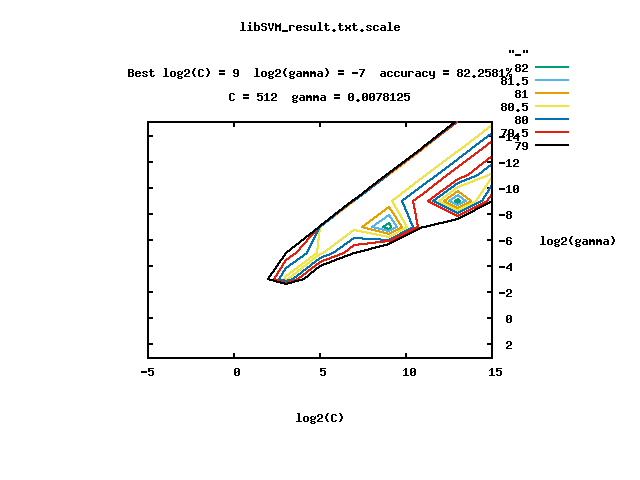 libSVM_result.txt.scale
"-"
Best log2(C) = 9  log2(gamma) = -7  accuracy = 82.2581%
82
81.5
C = 512  gamma = 0.0078125
81
80.5
80
79.5
79
-14
-12
-10
-8
log2(gamma)
-6
-4
-2
0
2
-5 0 5 10 15
log2(C)